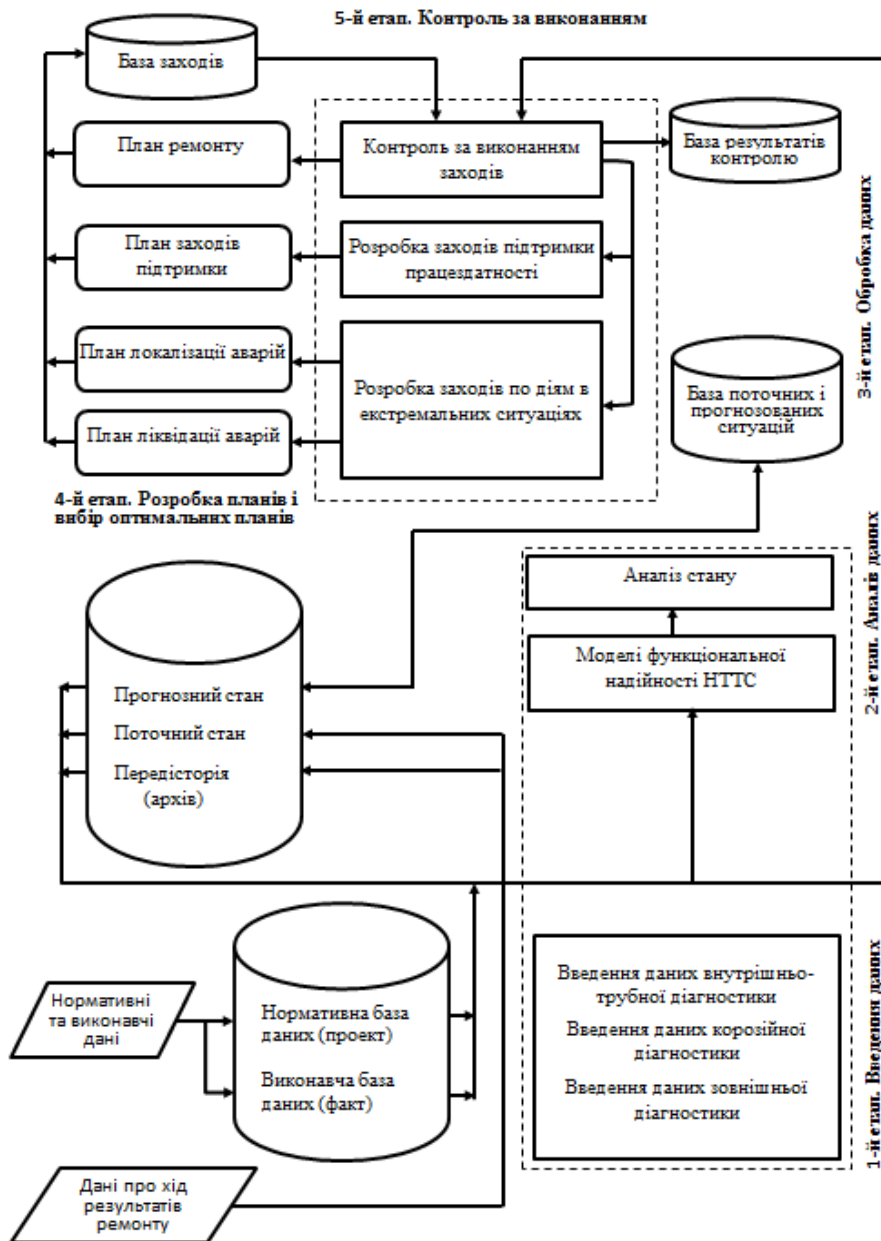 5-й етап. Контроль за виконанням
База заходів
План ремонту
Контроль за виконанням
заходів
База результатів
контролю
План заходів
підтримки
Розробка заходів підтримки
працездатності
3-й етап. Обробка даних
План локалізації аварій
Розробка заходів по діям в
екстремальних ситуаціях
База поточних і
прогнозованих
ситуацій
План ліквідації аварій
4-й етап. Розробка планів і
вибір оптимальних планів
Аналіз стану
Моделі функціональної
надійності НТТС
2-й етап. Аналів даних
Прогнозний стан
Поточний стан
Передісторія
(архів)
Нормативні
та виконавчі
дані
Нормативна база
даних (проект)
Виконавча база
даних (факт)
Введення даних внутрішньо-
трубної діагностики
Введення даних корозійної
діагностики
Введення даних зовнішньої
діагностики
1-й етап. Введення даних
Дані про хід
результатів
ремонту